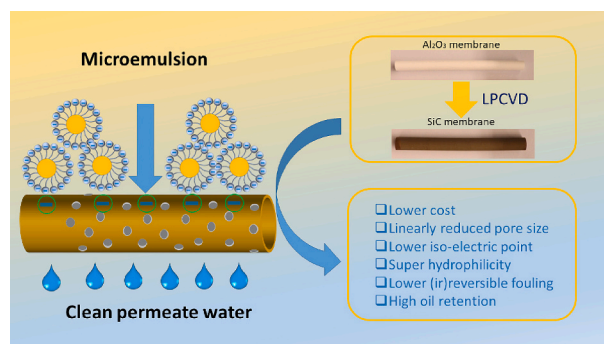 Microemulsion
Al₂O₃ membrane
LPCVD
SiC membrane
❑Lower cost
❑Linearly reduced pore size
❑Lower iso-electric point
❑Super hydrophilicity
❑Lower (ir)reversible fouling
❑High oil retention
Clean permeate water